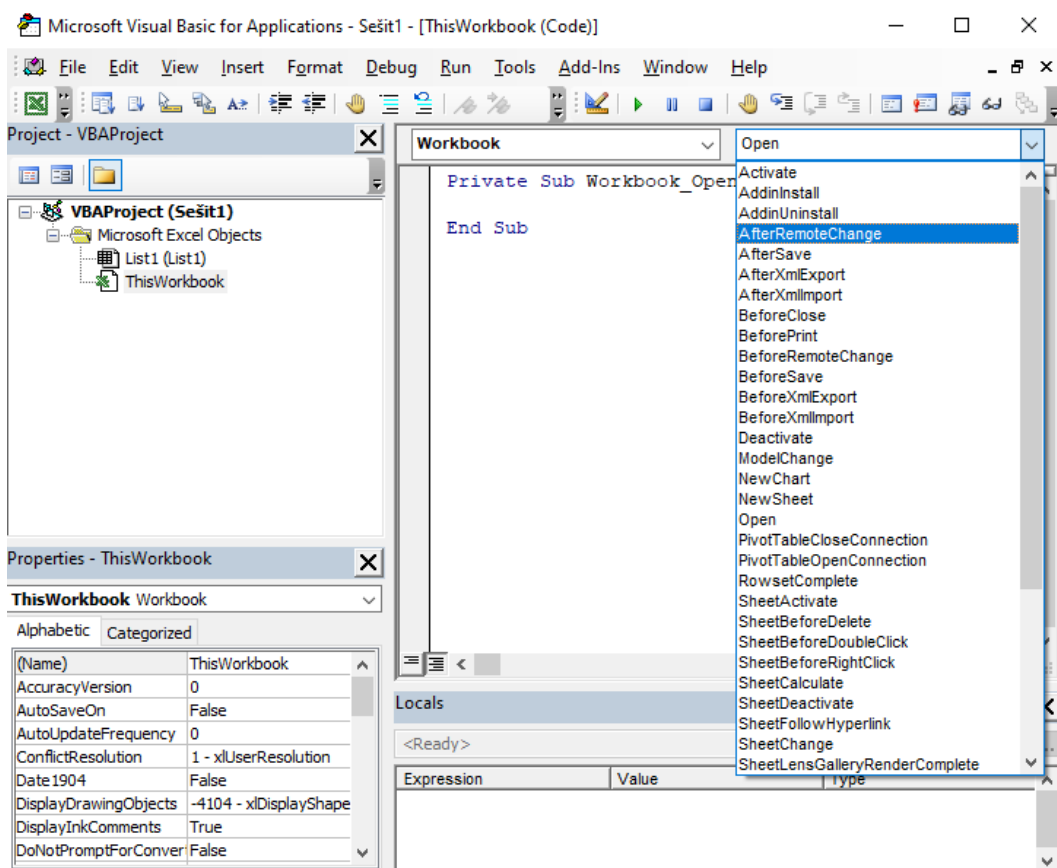 Microsoft Visual Basic for Applications - Sešit1 - [ThisWorkbook (Code)]
File Edit View Insert Format Debug Run Tools Add-Ins Window Help
Project - VBAProject
VBAProject (Sešit1)
Microsoft Excel Objects
List1 (List1)
ThisWorkbook
Properties - ThisWorkbook
ThisWorkbook Workbook
Alphabetic Categorized
(Name) ThisWorkbook
AccuracyVersion 0
AutoSaveOn False
AutoUpdateFrequency 0
ConflictResolution 1 - xlUserResolution
Date1904 False
DisplayDrawingObjects -4104 - xlDisplayShape
DisplayInkComments True
DoNotPromptForConver False
Workbook
Open
Private Sub Workbook_Open
End Sub
Activate
AddinInstall
AddinUninstall
AfterRemoteChange
AfterSave
AfterXmlExport
AfterXmlImport
BeforeClose
BeforePrint
BeforeRemoteChange
BeforeSave
BeforeXmlExport
BeforeXmlImport
Deactivate
ModelChange
NewChart
NewSheet
Open
PivotTableCloseConnection
PivotTableOpenConnection
RowsetComplete
SheetActivate
SheetBeforeDelete
SheetBeforeDoubleClick
SheetBeforeRightClick
SheetCalculate
SheetDeactivate
SheetFollowHyperlink
SheetChange
SheetLensGalleryRenderComplete
Locals
<Ready>
Expression Value Type